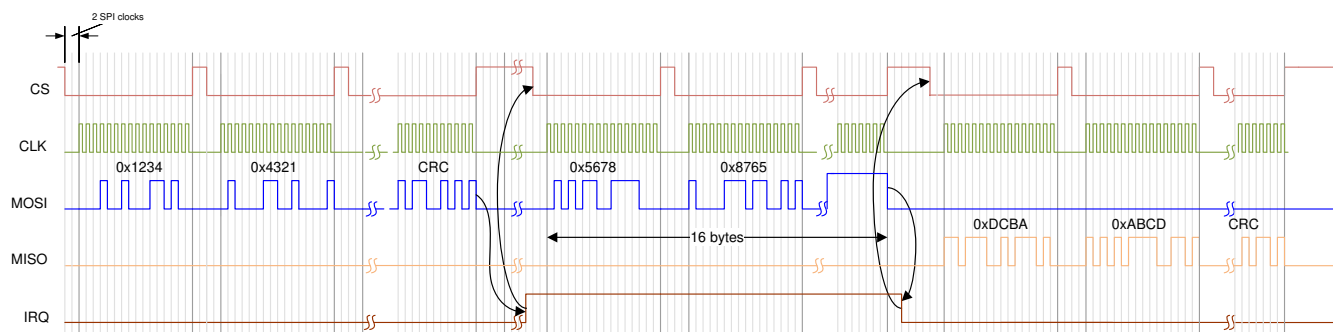 2 SPI clocks
CS
CLK
0x1234 0x4321 CRC 0x5678 0x8765
MOSI
0xDCBA 0xABCD CRC
16 bytes
MISO
IRQ